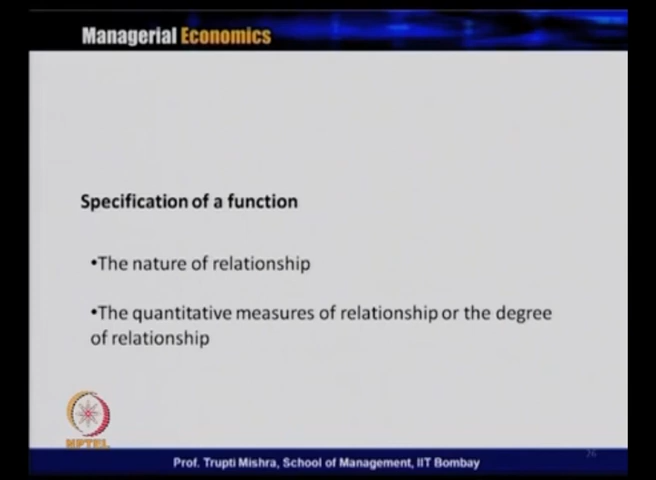 Managerial Economics
Specification of a function
•The nature of relationship
•The quantitative measures of relationship or the degree
of relationship
NPTEL
Prof. Trupti Mishra, School of Management, IIT Bombay
26